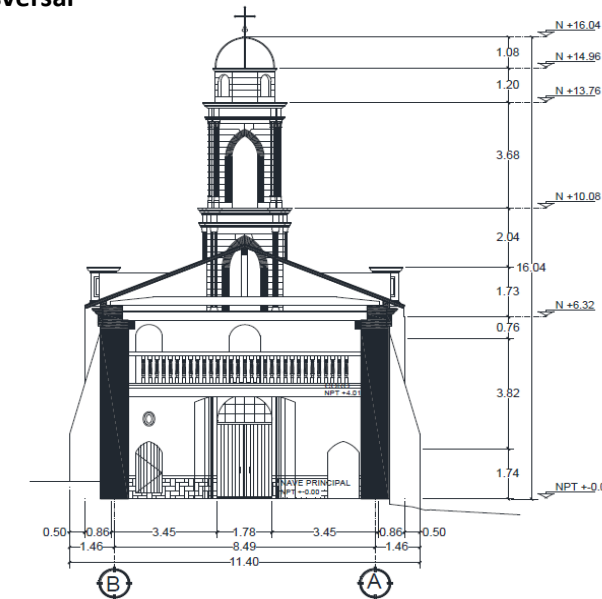 N +16.04
1.08
N +14.96
1.20
N +13.76
3.68
N +10.08
2.04
16.04
1.73
N +6.32
0.76
NPT +4.01
3.82
1.74
NAVE PRINCIPAL
NPT +-0.00
NPT +-0.
0.50 0.86 3.45 1.78 3.45 0.86 0.50
1.46 8.49 1.46
11.40
B A